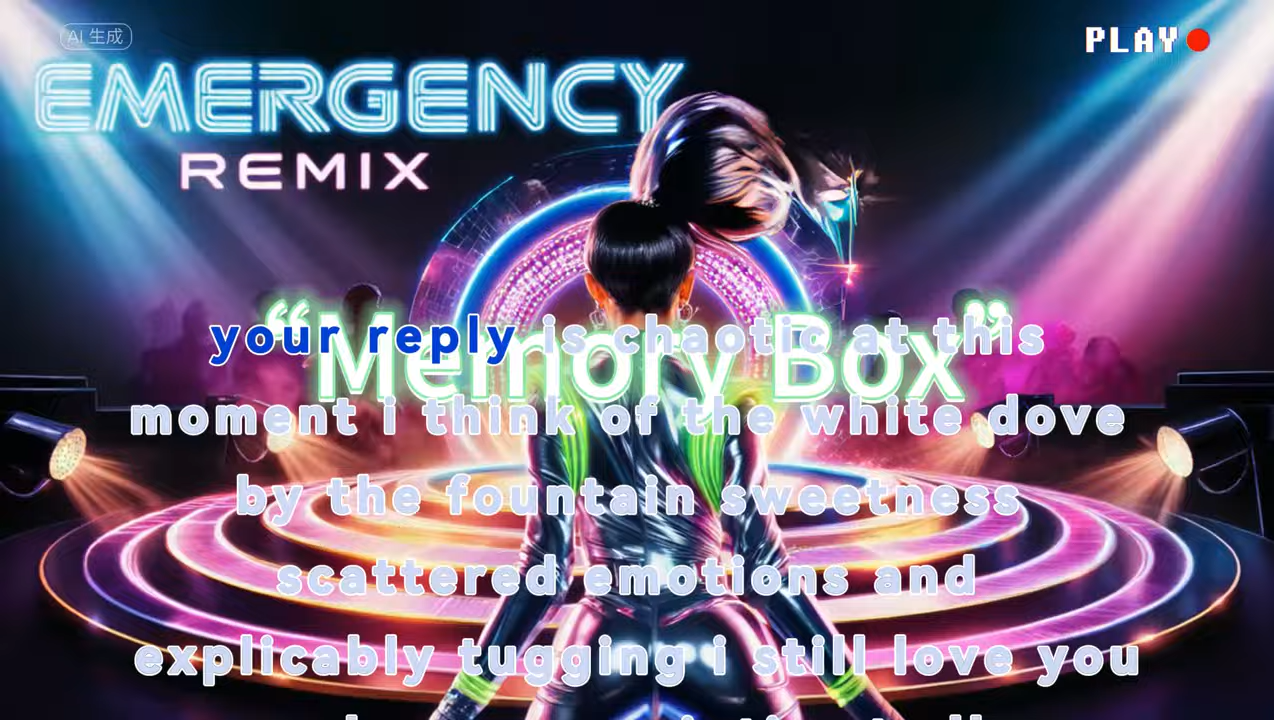 AI 生成
PLAY
EMERGENCY
REMIX
“Memory Box”
your reply is chaotic at this
moment i think of the white dove
by the fountain sweetness
scattered emotions and
explicably tugging i still love you